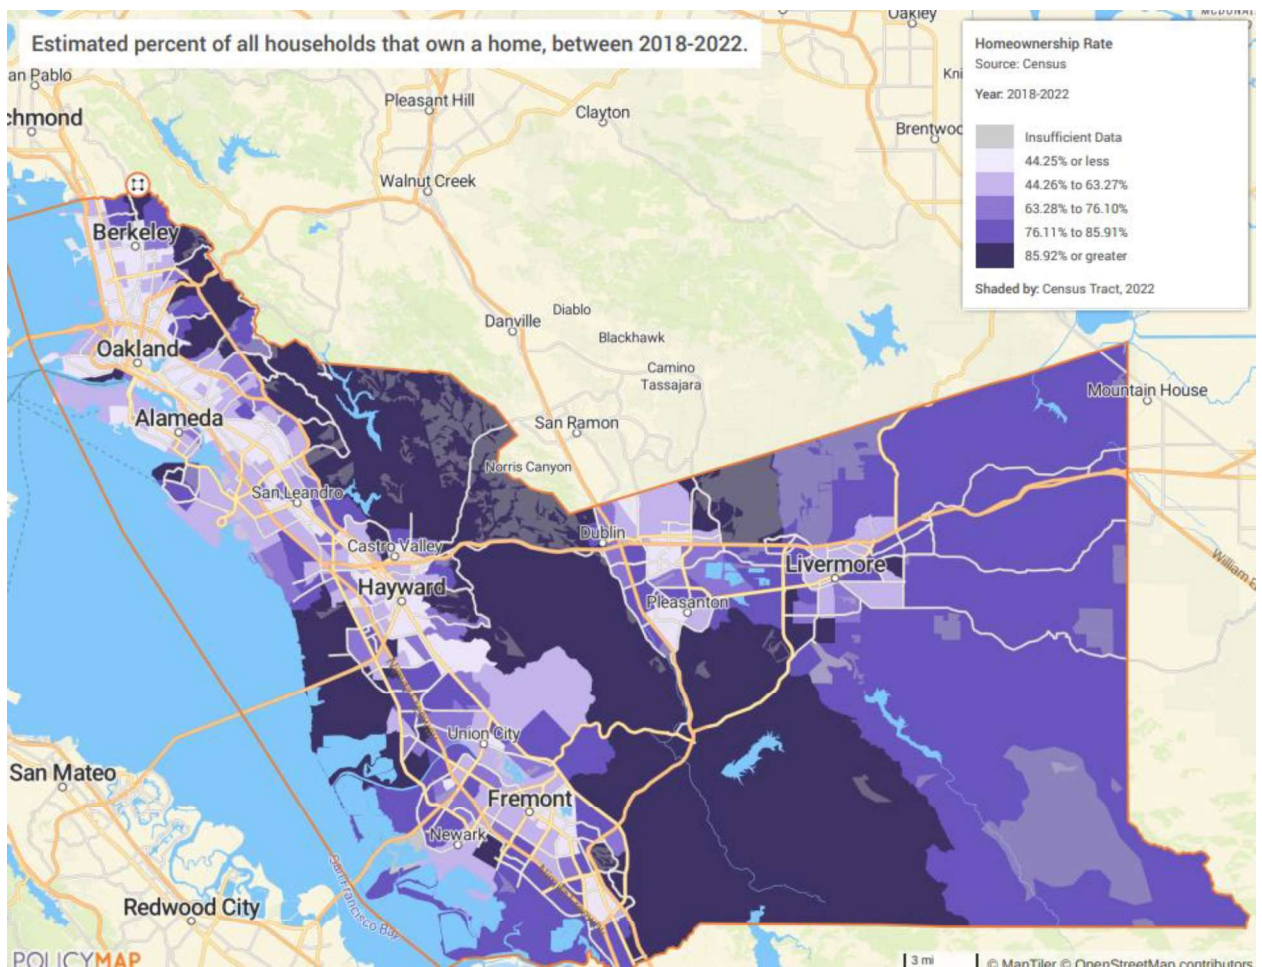 Estimated percent of all households that own a home, between 2018-2022.
Homeownership Rate
Source: Census
Year: 2018-2022
Insufficient Data
44.25% or less
44.26% to 63.27%
63.28% to 76.10%
76.11% to 85.91%
85.92% or greater
Shaded by: Census Tract, 2022
Oakley
an Pablo
chmond
Pleasant Hill
Clayton
Kni
Brentwoo
Walnut Creek
Berkeley
Diablo
Danville
Blackhawk
Oakland
Camino
Tassajara
Mountain House
Alameda
San Ramon
Norris Canyon
San Leandro
Dublin
Castro Valley
Livermore
William
Hayward
Pleasanton
Union City
San Mateo
Fremont
Newark
San Francisco Bay
Redwood City
POLICYMAP
3 mi
© MapTiler © OpenStreetMap contributors